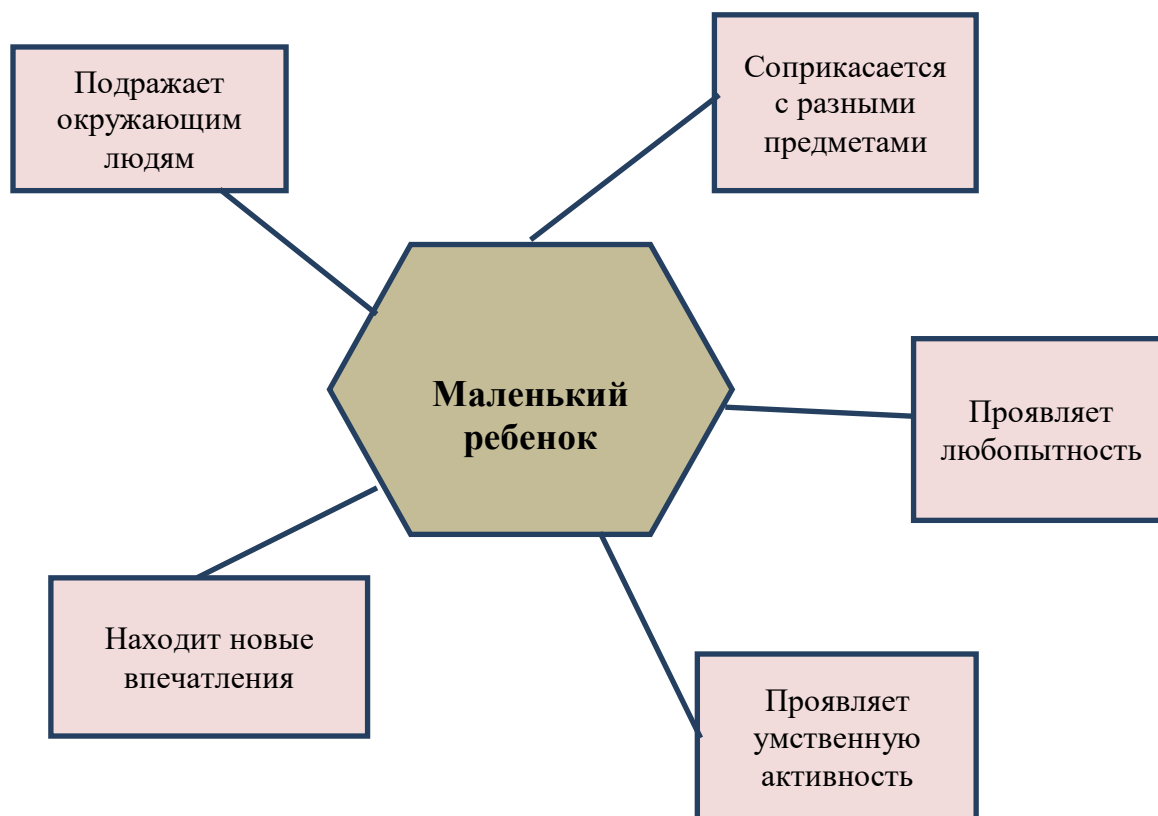 Подражает
окружающим
людям
Соприкасается
с разными
предметами
Маленький
ребенок
Проявляет
любопытность
Находит новые
впечатления
Проявляет
умственную
активность